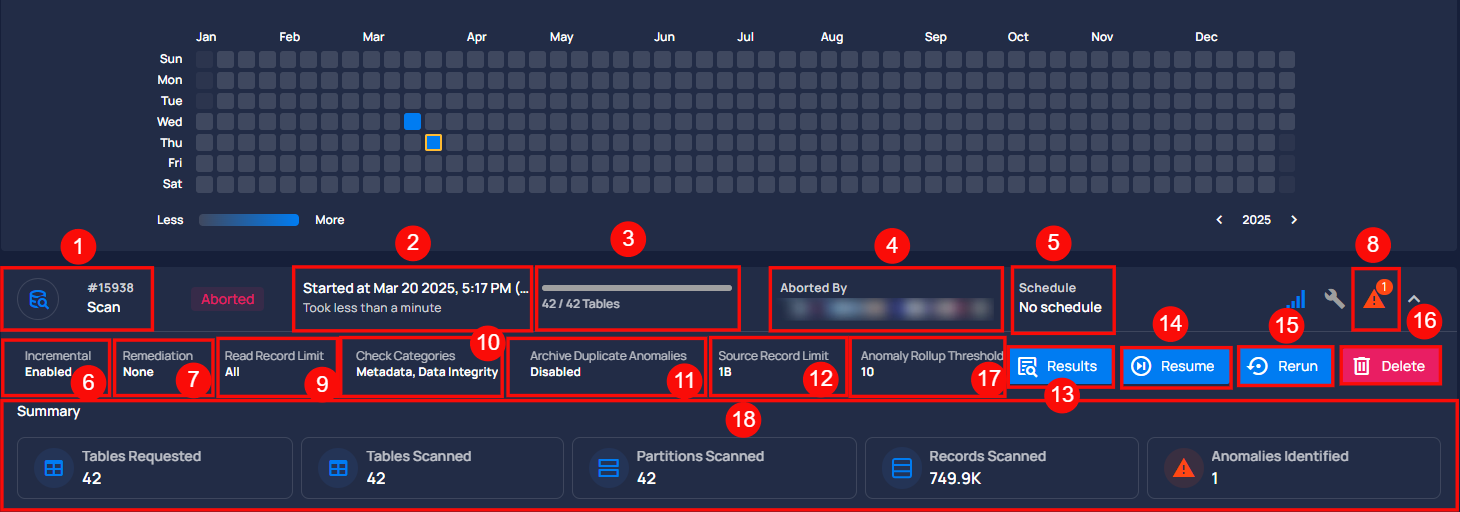 Jan Feb Mar Apr May Jun Jul Aug Sep Oct Nov Dec
Sun
Mon
Tue
Wed
Thu
Fri
Sat
Less More
2025
1 2 3 4 5 8
#15938
Scan
Aborted
Started at Mar 20 2025, 5:17 PM (...
Took less than a minute
42 / 42 Tables
Aborted By
Schedule
No schedule
1
Incremental
Enabled
6
Remediation
None
7
Read Record Limit
All
9
Check Categories
Metadata, Data Integrity
10
Archive Duplicate Anomalies
Disabled
11
Source Record Limit
1B
12
Anomaly Rollup Threshold
10
17
Results
13
Resume
14
Rerun
15
Delete
16
Summary
18
Tables Requested
42
Tables Scanned
42
Partitions Scanned
42
Records Scanned
749.9K
Anomalies Identified
1